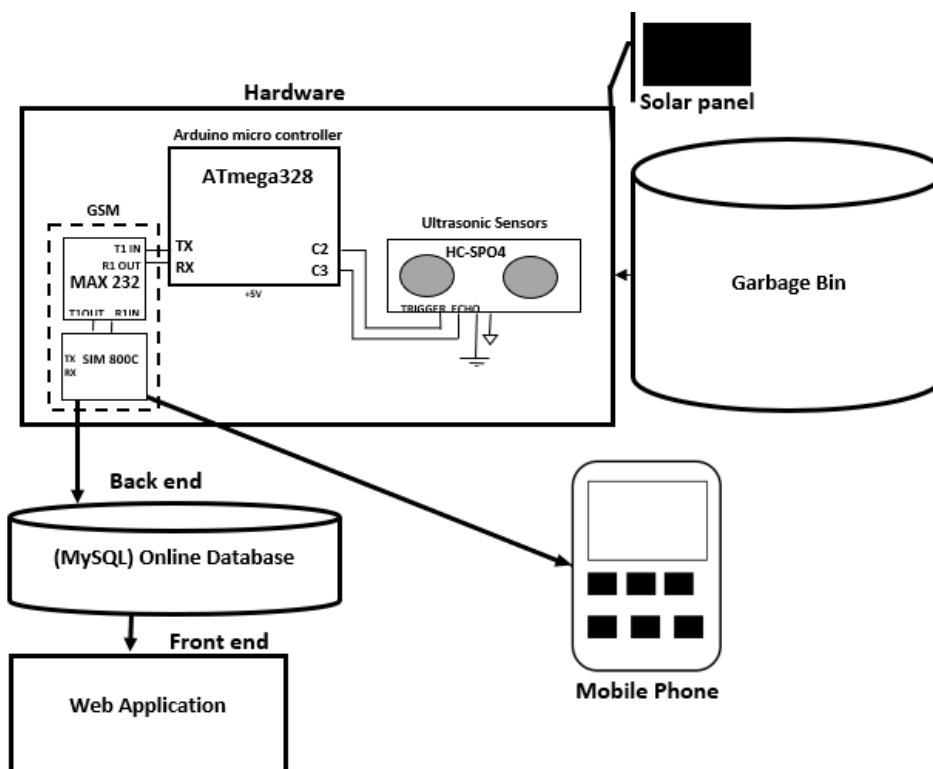 Hardware
Solar panel
Arduino micro controller
ATmega328
GSM
Ultrasonic Sensors
T1 IN
TX
C2
HC-SPO4
R1 OUT
RX
C3
MAX 232
Garbage Bin
+5V
TRIGGER ECHO
T1OUT R1IN
TX
SIM 800C
RX
Back end
(MySQL) Online Database
Front end
Web Application
Mobile Phone